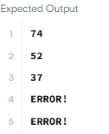 Expected Output
1 74
2 52
3 37
4 ERROR!
5 ERROR!